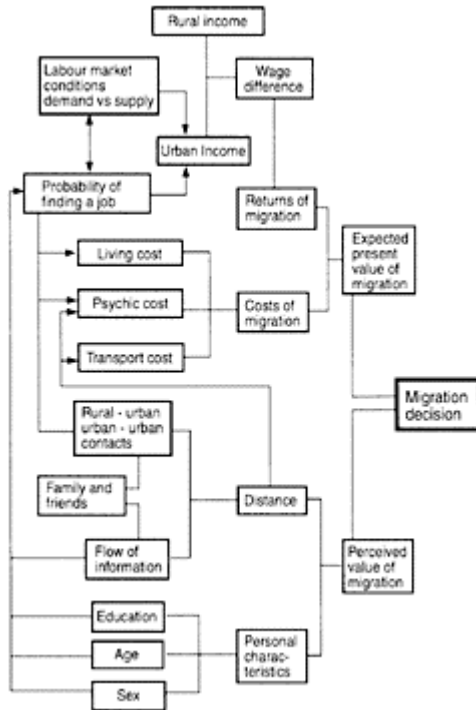 Rural income
Labour market
conditions
demand vs supply
Wage
difference
Urban Income
Probability of
finding a job
Returns of
migration
Living cost
Expected
present
value of
migration
Psychic cost
Costs of
migration
Transport cost
Migration
decision
Rural - urban
urban - urban
contacts
Family and
friends
Distance
Flow of
information
Perceived
value of
migration
Education
Age
Personal
charac-
teristics
Sex